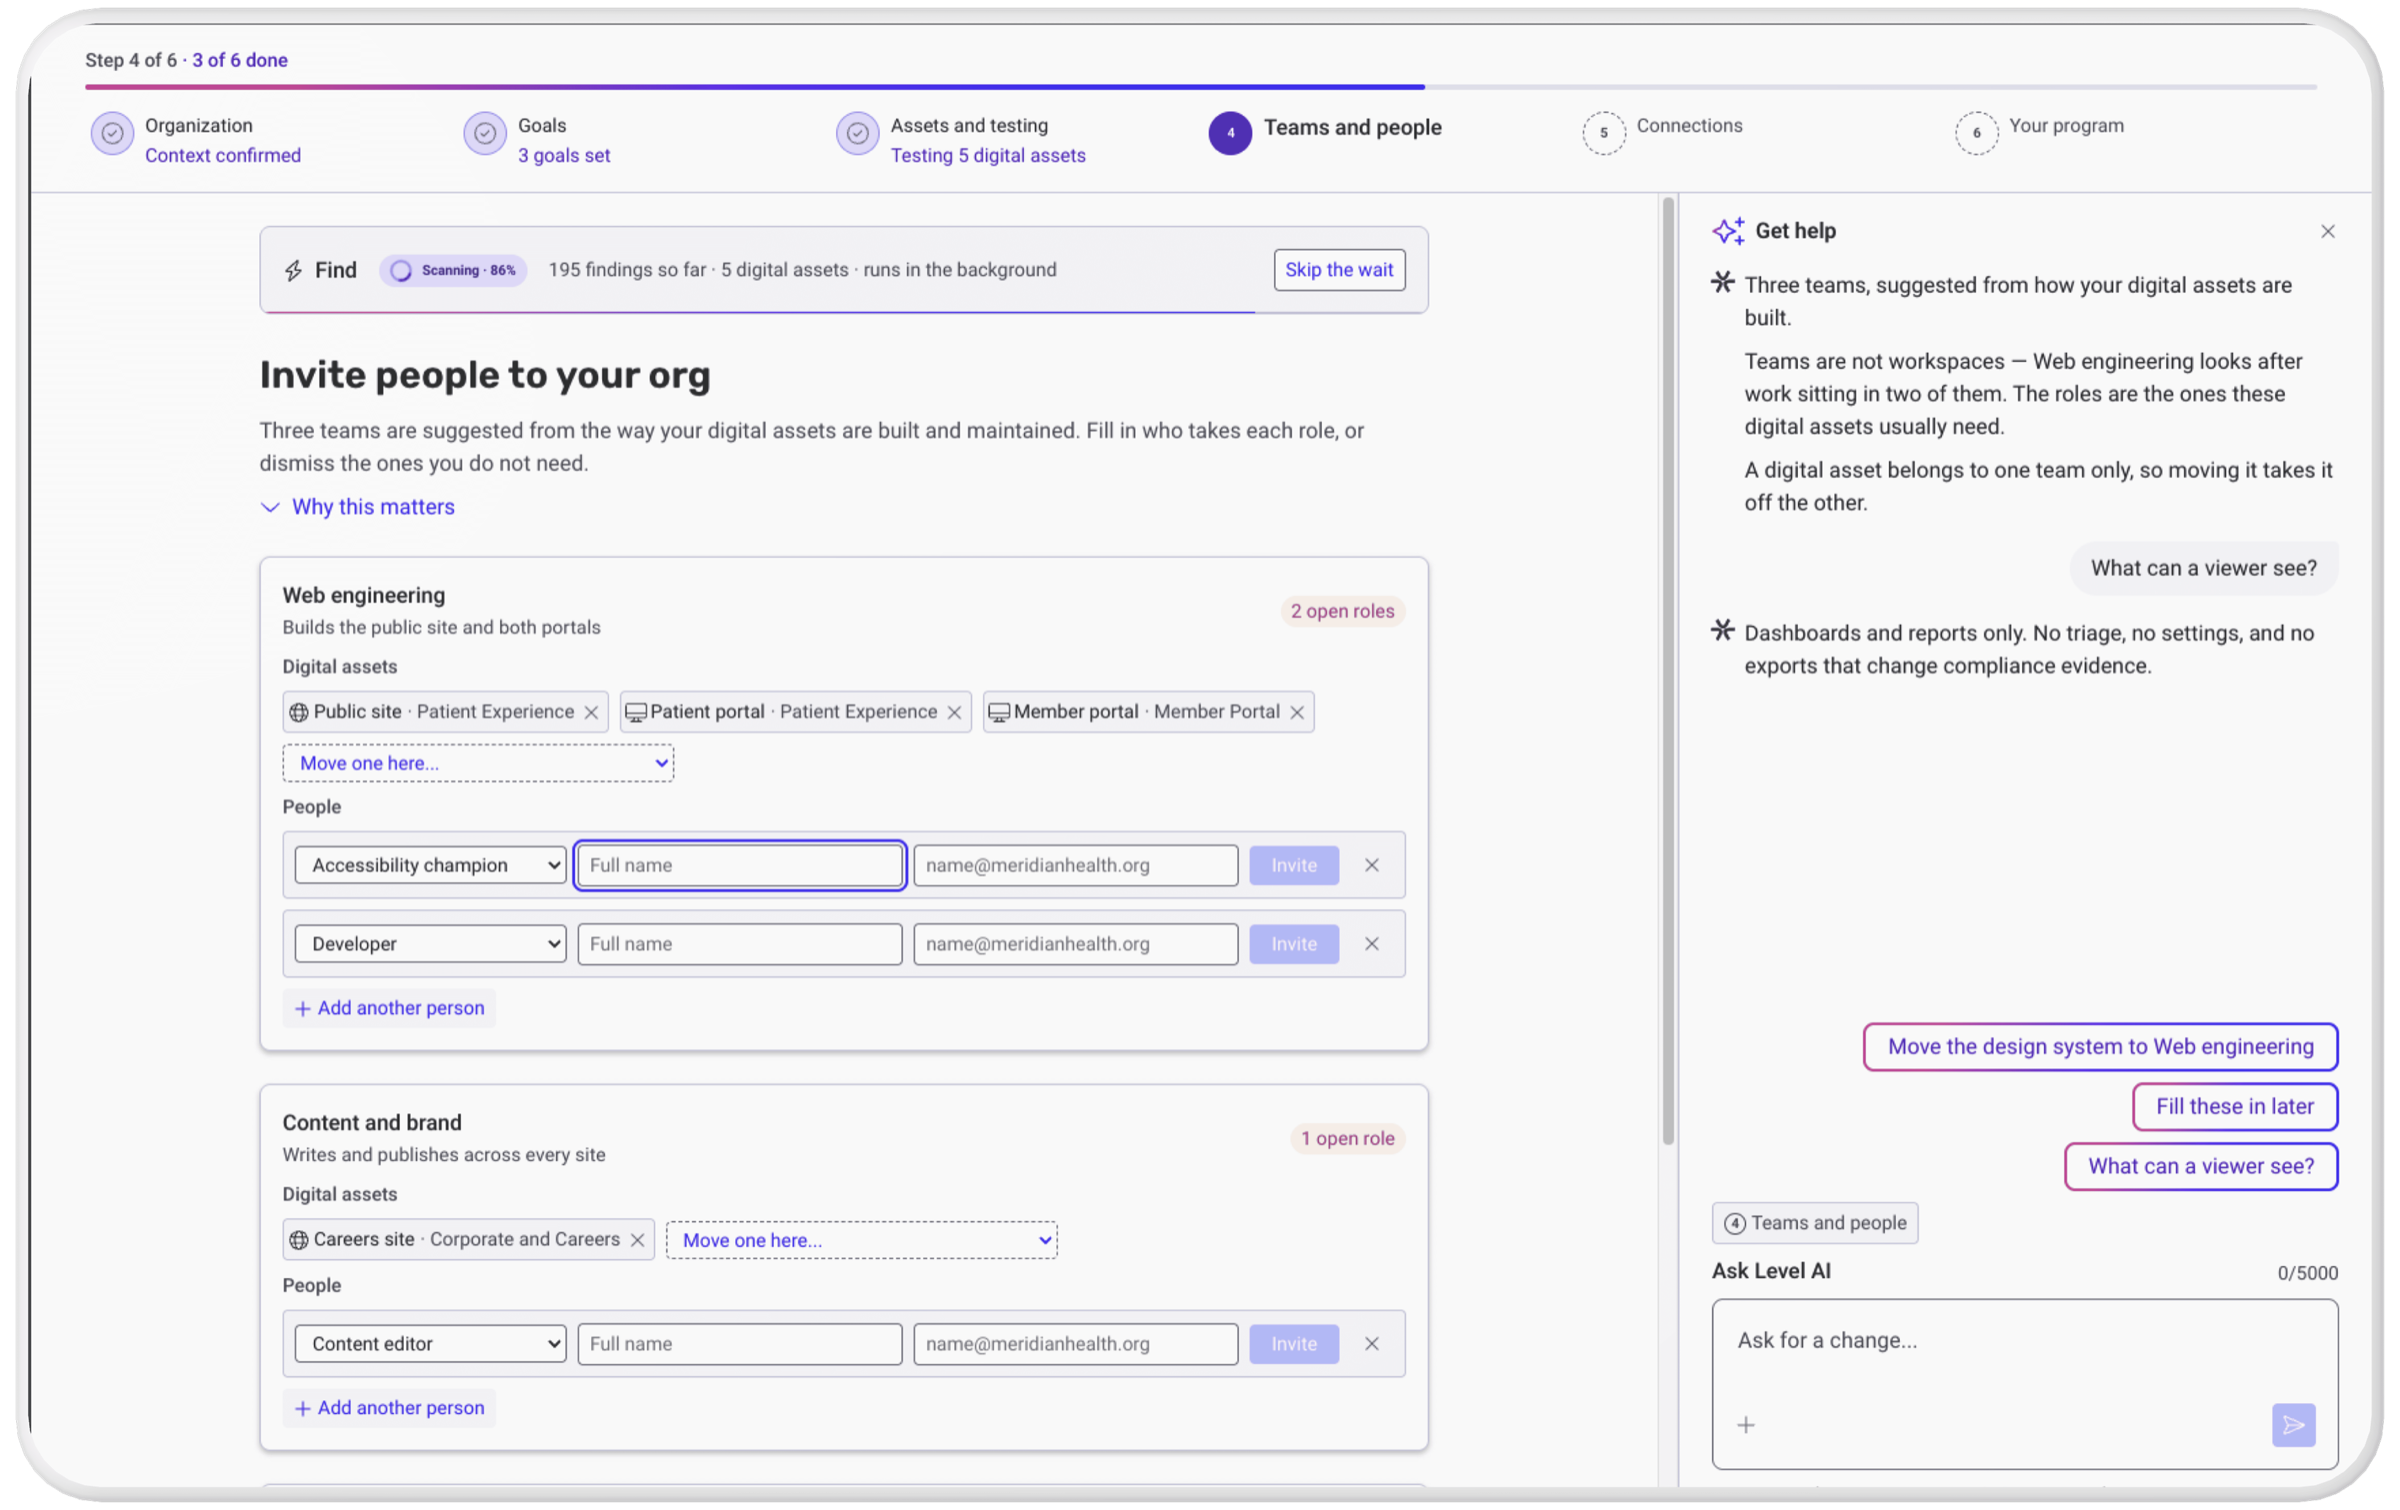 Step 4 of 6 · 3 of 6 done
Organization
Context confirmed
Goals
3 goals set
Assets and testing
Testing 5 digital assets
4
Teams and people
5
Connections
6
Your program
Find
Scanning · 86%
195 findings so far · 5 digital assets · runs in the background
Skip the wait
Invite people to your org
Three teams are suggested from the way your digital assets are built and maintained. Fill in who takes each role, or
dismiss the ones you do not need.
Why this matters
Web engineering
2 open roles
Builds the public site and both portals
Digital assets
Public site · Patient Experience
Patient portal · Patient Experience
Member portal · Member Portal
Move one here...
People
Accessibility champion
Full name
name@meridianhealth.org
Invite
Developer
Full name
name@meridianhealth.org
Invite
+ Add another person
Content and brand
1 open role
Writes and publishes across every site
Digital assets
Careers site · Corporate and Careers
Move one here...
People
Content editor
Full name
name@meridianhealth.org
Invite
+ Add another person
Get help
Three teams, suggested from how your digital assets are
built.
Teams are not workspaces — Web engineering looks after
work sitting in two of them. The roles are the ones these
digital assets usually need.
A digital asset belongs to one team only, so moving it takes it
off the other.
What can a viewer see?
Dashboards and reports only. No triage, no settings, and no
exports that change compliance evidence.
Move the design system to Web engineering
Fill these in later
What can a viewer see?
4 Teams and people
Ask Level AI
0/5000
Ask for a change...